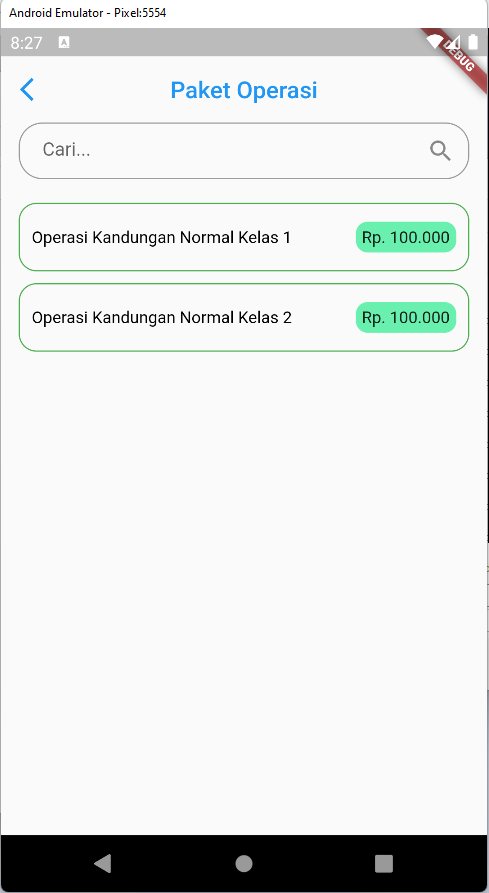 Android Emulator - Pixel:5554
8:27
A
DEBUG
Paket Operasi
Cari...
Operasi Kandungan Normal Kelas 1 Rp. 100.000
Operasi Kandungan Normal Kelas 2 Rp. 100.000